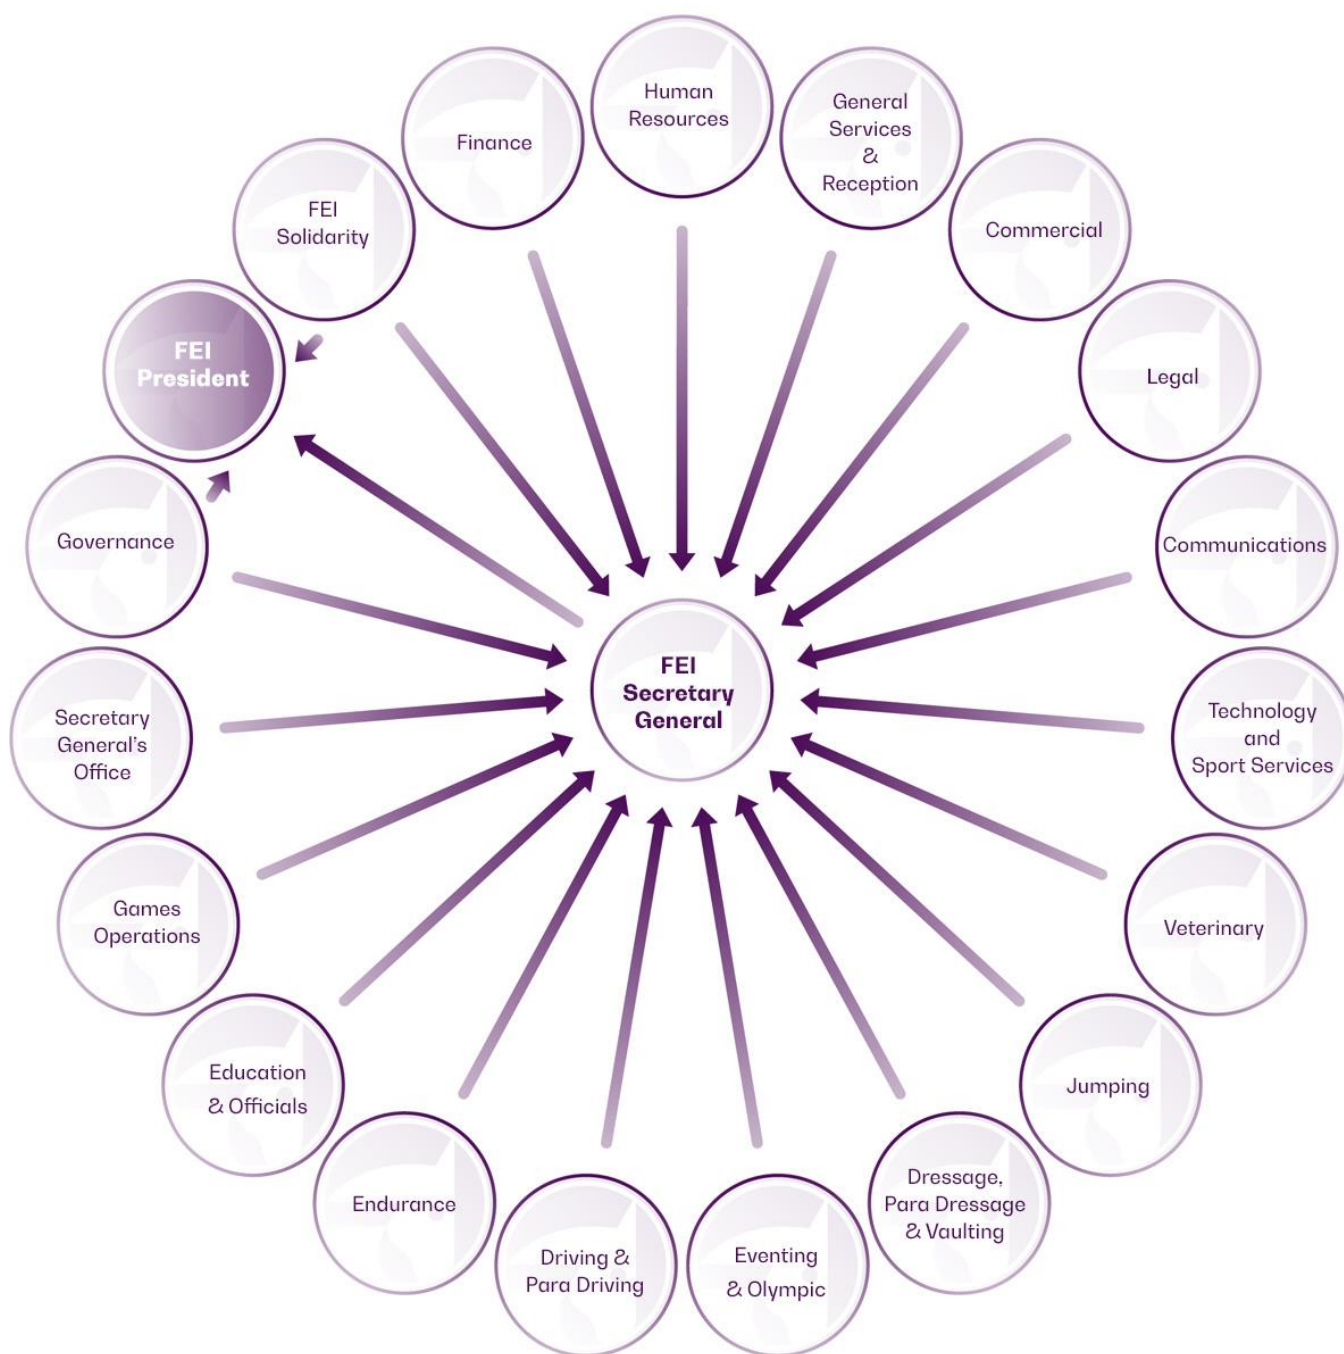 Human
Resources
General
Services
&
Reception
Finance
Commercial
FEI
Solidarity
FEI
President
Legal
Governance
Communications
FEI
Secretary
General
Secretary
General's
Office
Technology
and
Sport Services
Games
Operations
Veterinary
Education
& Officials
Jumping
Endurance
Dressage,
Para Dressage
& Vaulting
Driving &
Para Driving
Eventing
& Olympic